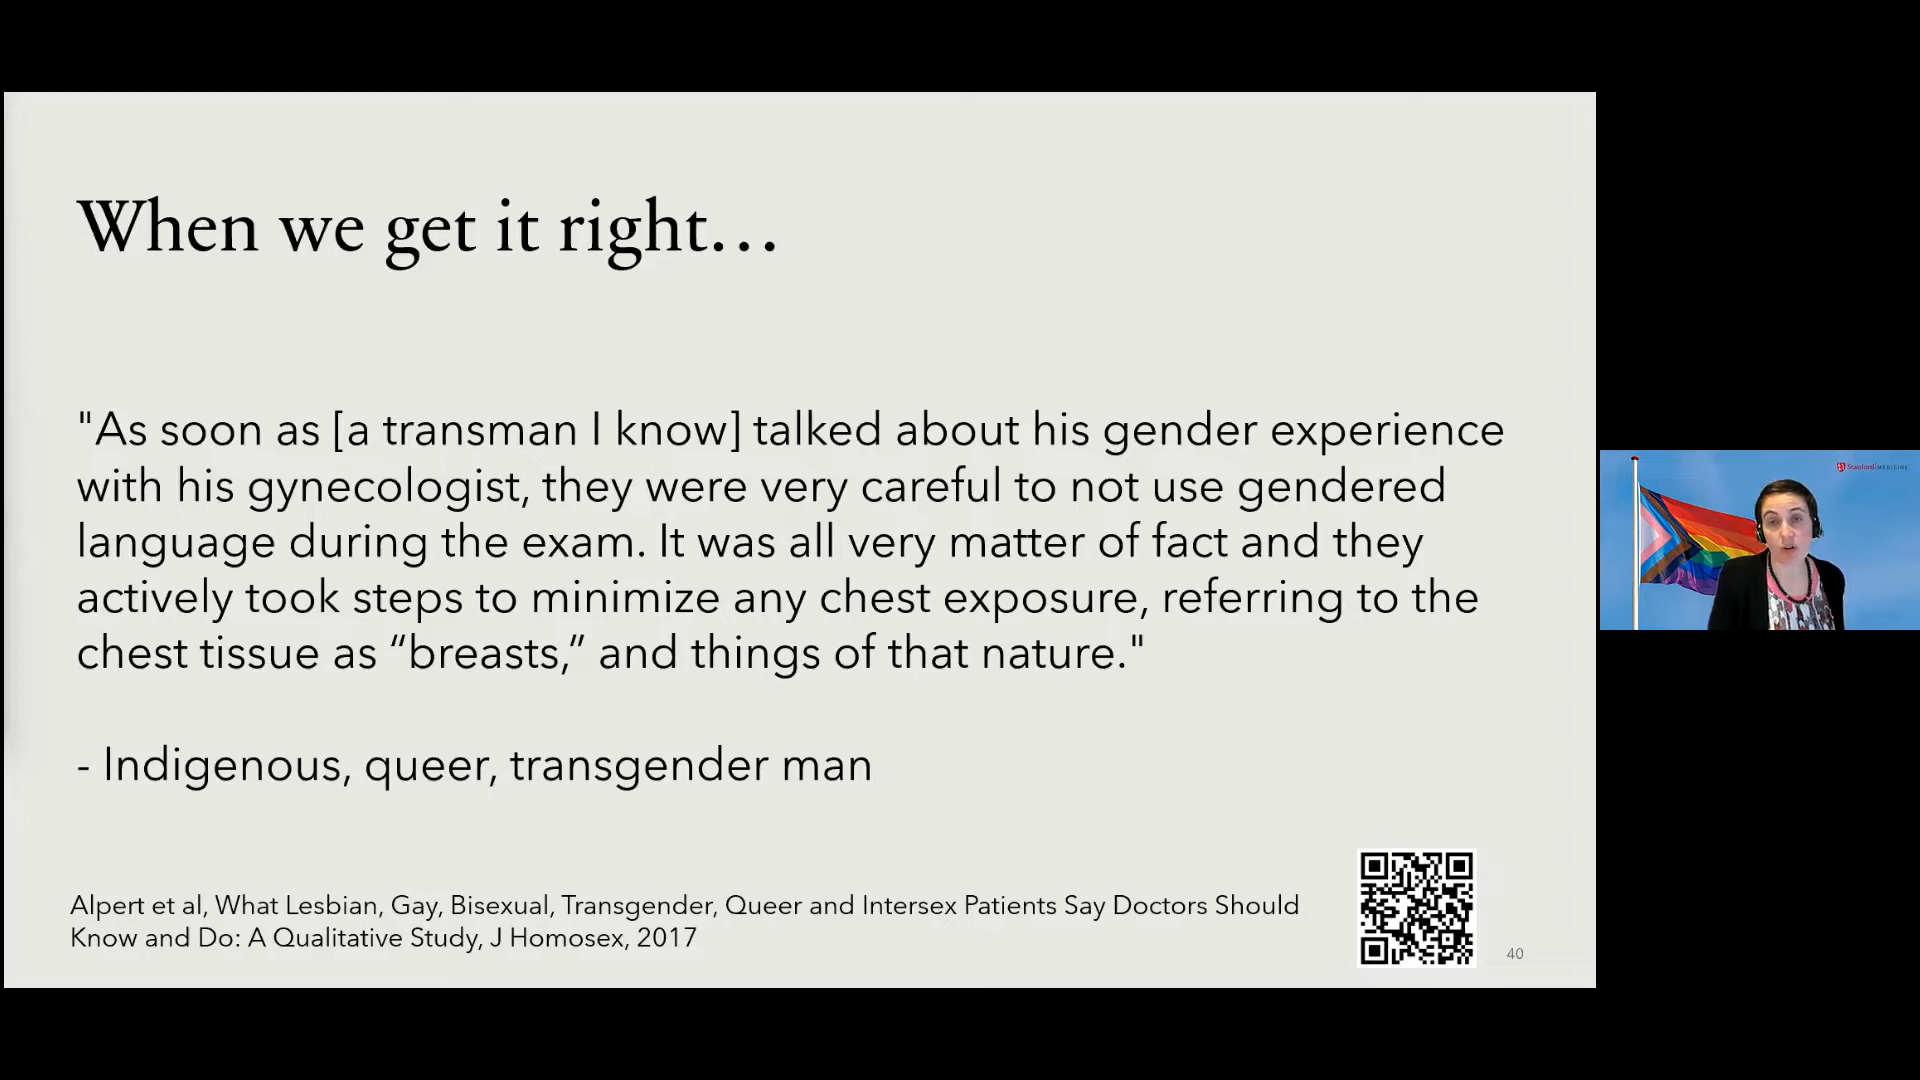 When we get it right…
"As soon as [a transman I know] talked about his gender experience
with his gynecologist, they were very careful to not use gendered
language during the exam. It was all very matter of fact and they
actively took steps to minimize any chest exposure, referring to the
chest tissue as “breasts,” and things of that nature."
- Indigenous, queer, transgender man
Alpert et al, What Lesbian, Gay, Bisexual, Transgender, Queer and Intersex Patients Say Doctors Should
Know and Do: A Qualitative Study, J Homosex, 2017
40
Stanford MEDICINE